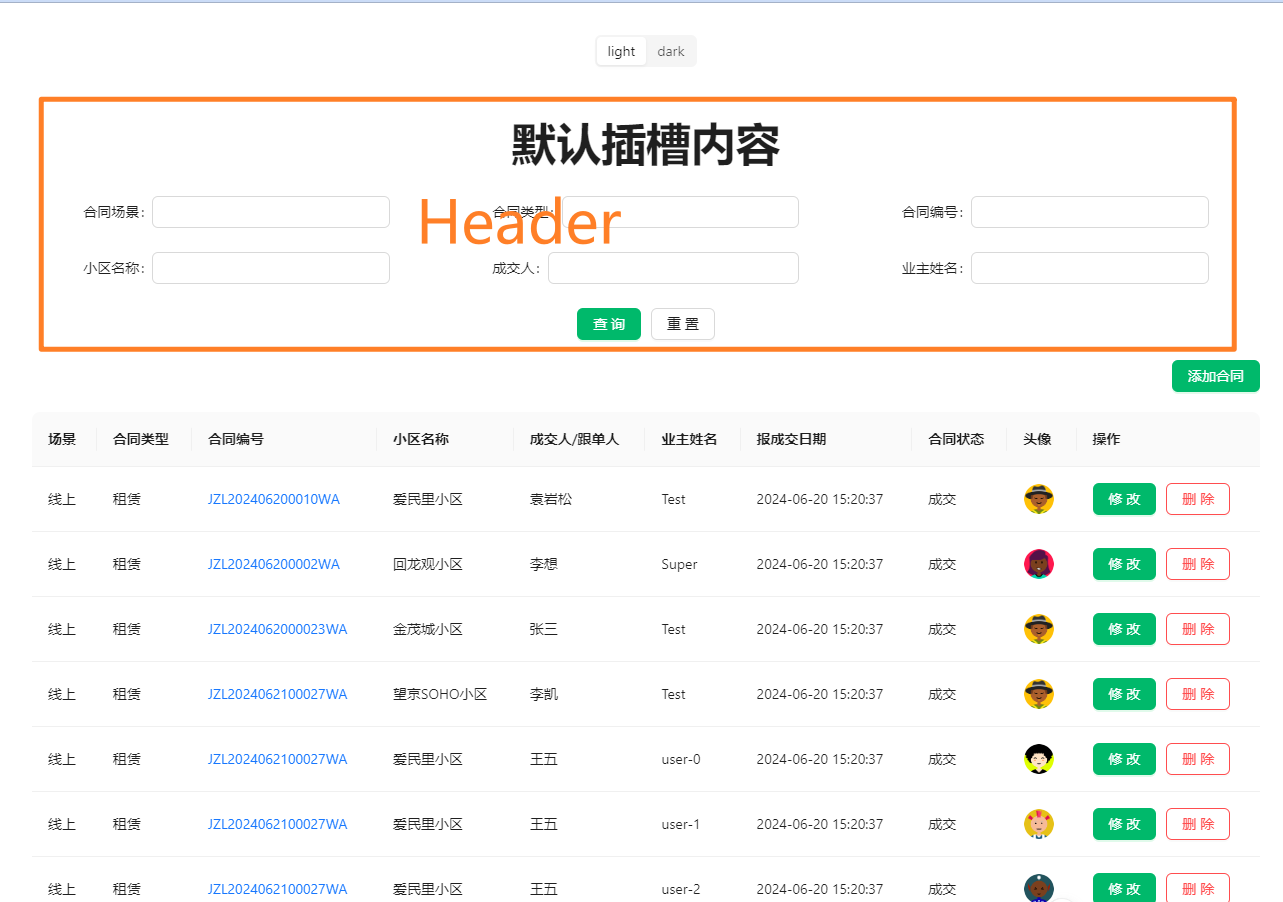 light dark
默认插槽内容
合同场景： 合同类型： 合同编号：
Header
小区名称： 成交人： 业主姓名：
查询 重置
添加合同
场景 合同类型 合同编号 小区名称 成交人/跟单人 业主姓名 报成交日期 合同状态 头像 操作
线上 租赁 JZL202406200010WA 爱民里小区 袁岩松 Test 2024-06-20 15:20:37 成交 修改 删除
线上 租赁 JZL202406200002WA 回龙观小区 李想 Super 2024-06-20 15:20:37 成交 修改 删除
线上 租赁 JZL2024062000023WA 金茂城小区 张三 Test 2024-06-20 15:20:37 成交 修改 删除
线上 租赁 JZL2024062100027WA 望京SOHO小区 李凯 Test 2024-06-20 15:20:37 成交 修改 删除
线上 租赁 JZL2024062100027WA 爱民里小区 王五 user-0 2024-06-20 15:20:37 成交 修改 删除
线上 租赁 JZL2024062100027WA 爱民里小区 王五 user-1 2024-06-20 15:20:37 成交 修改 删除
线上 租赁 JZL2024062100027WA 爱民里小区 王五 user-2 2024-06-20 15:20:37 成交 修改 删除